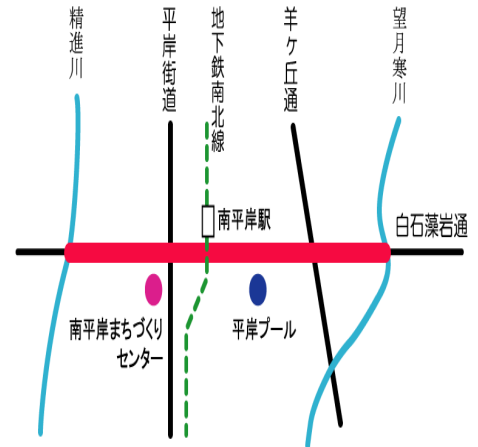 精進川
平岸街道
地下鉄南北線
羊ヶ丘通
望月寒川
白石藻岩通
南平岸駅
南平岸まちづくり
センター
平岸プール